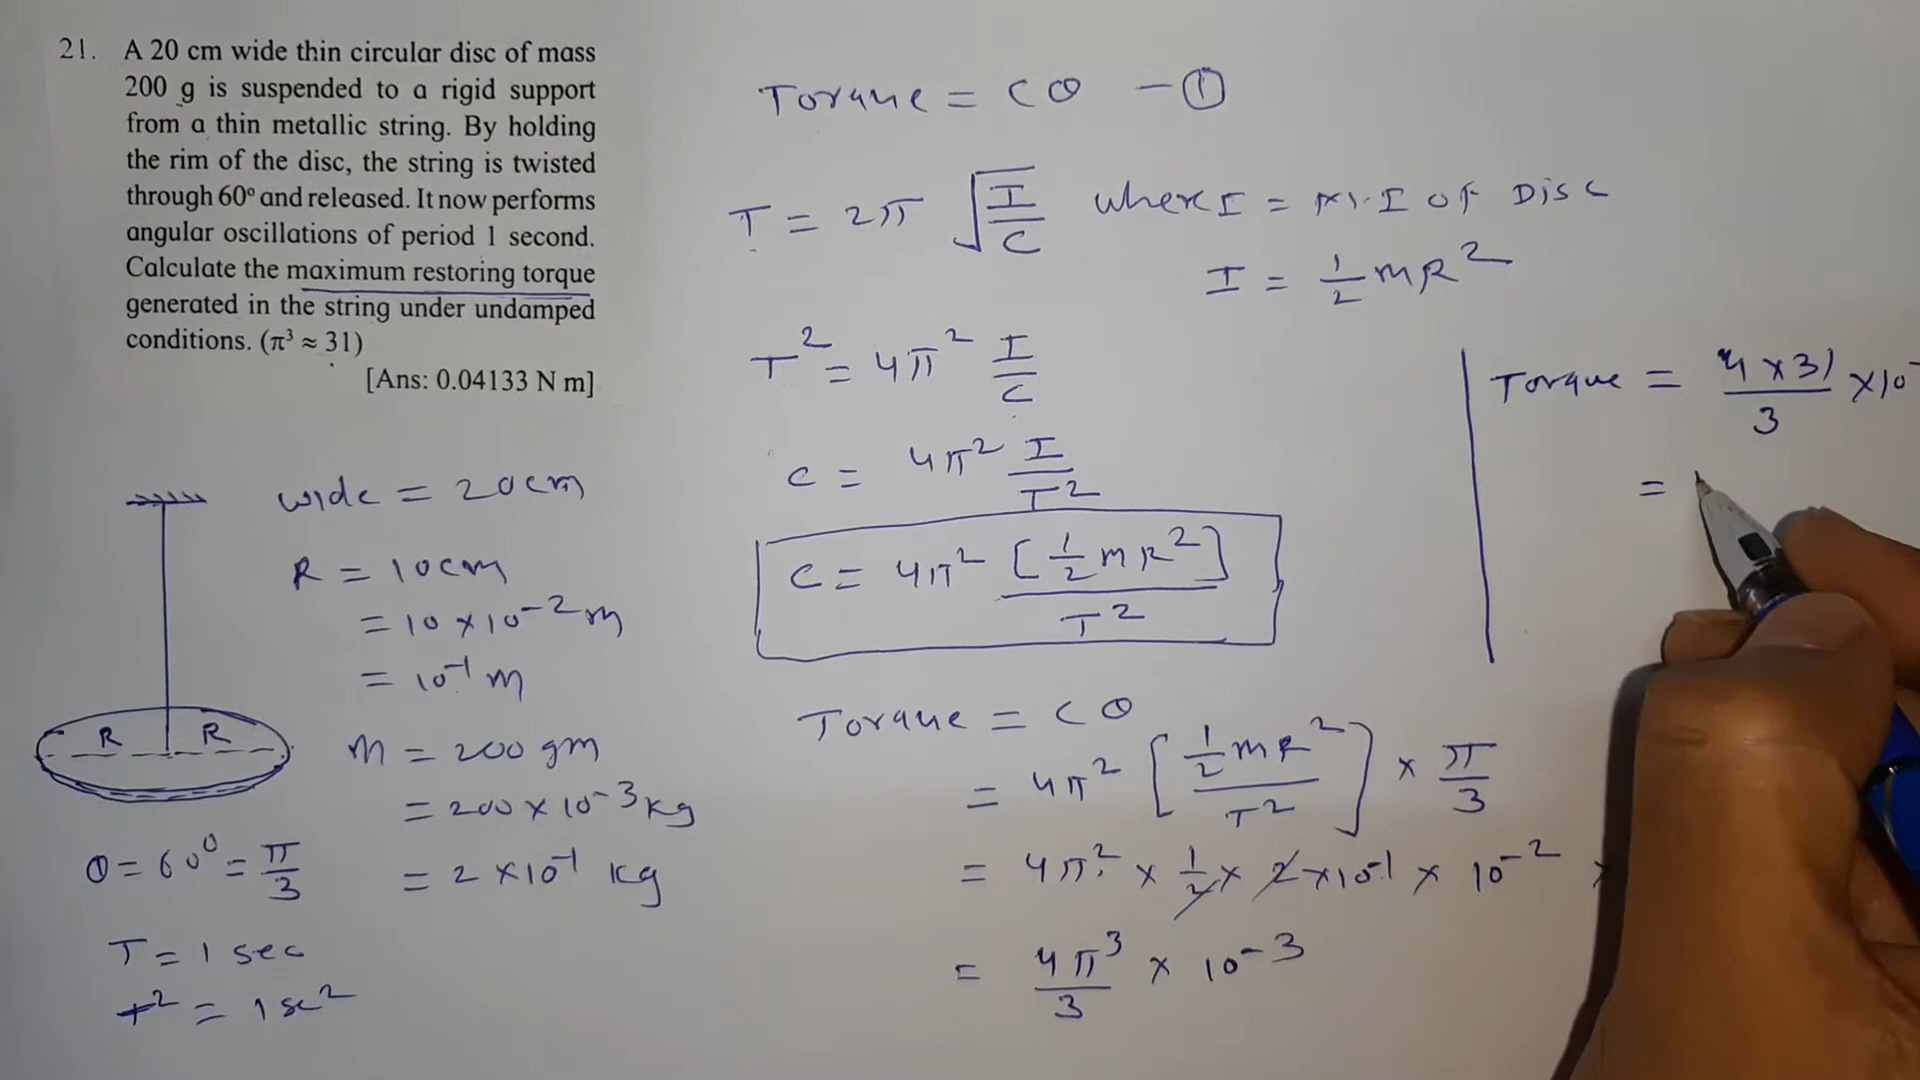 21. A 20 cm wide thin circular disc of mass
200 g is suspended to a rigid support
from a thin metallic string. By holding
the rim of the disc, the string is twisted
through 60° and released. It now performs
angular oscillations of period 1 second.
Calculate the maximum restoring torque
generated in the string under undamped
conditions. (π³ ≈ 31)
[Ans: 0.04133 N m]
wide = 20cm
R = 10cm
= 10 × 10⁻² m
= 10⁻¹ m
R R
m = 200 gm
= 200 × 10⁻³ kg
= 2 × 10⁻¹ kg
θ = 60⁰ = π/3
T = 1 sec
T² = 1 sec²
Torque = Cθ — ①
T = 2π √(I/C) where I = M.I of Disc
I = 1/2 mR²
T² = 4π² I/C
C = 4π² I/T²
C = 4π² [1/2 mR²]/T²
Torque = Cθ
= 4π² [1/2 mR²/T²] × π/3
= 4π² × 1/2 × 2 × 10⁻¹ × 10⁻² ×
= 4π³/3 × 10⁻³
Torque = 4 × 31/3 × 10⁻
=